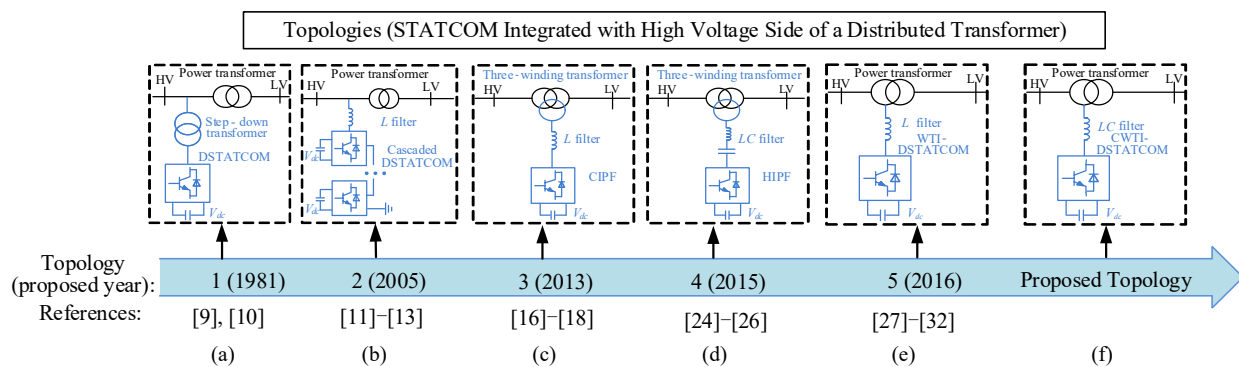 Topologies (STATCOM Integrated with High Voltage Side of a Distributed Transformer)
Power transformer
HV
LV
Step - down
transformer
DSTATCOM
Vdc
Power transformer
HV
LV
L filter
Vdc
Cascaded
DSTATCOM
Vdc
Three - winding transformer
HV
LV
L filter
CIPF
Vdc
Three - winding transformer
HV
LV
LC filter
HIPF
Vdc
Power transformer
HV
LV
L filter
WTI-
DSTATCOM
Vdc
Power transformer
HV
LV
LC filter
CWTI-
DSTATCOM
Vdc
Topology
(proposed year):
1 (1981)
2 (2005)
3 (2013)
4 (2015)
5 (2016)
Proposed Topology
References:
[9], [10]
[11]−[13]
[16]−[18]
[24]−[26]
[27]−[32]
(a)
(b)
(c)
(d)
(e)
(f)